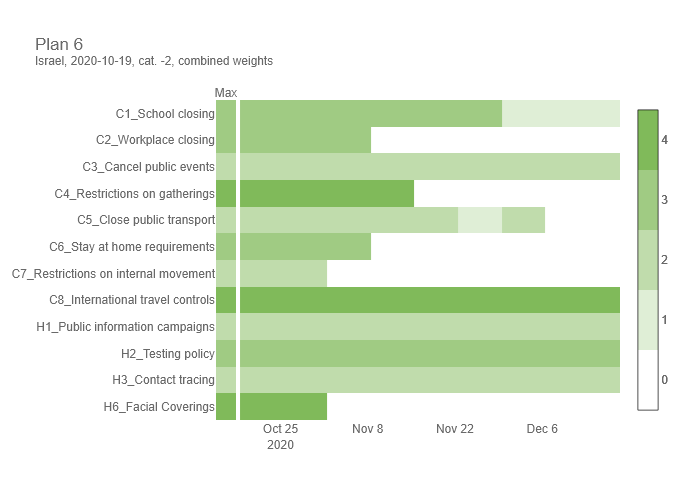 Plan 6
Israel, 2020-10-19, cat. -2, combined weights
Max
C1_School closing
C2_Workplace closing
C3_Cancel public events
C4_Restrictions on gatherings
C5_Close public transport
C6_Stay at home requirements
C7_Restrictions on internal movement
C8_International travel controls
H1_Public information campaigns
H2_Testing policy
H3_Contact tracing
H6_Facial Coverings
Oct 25
2020
Nov 8
Nov 22
Dec 6
4
3
2
1
0